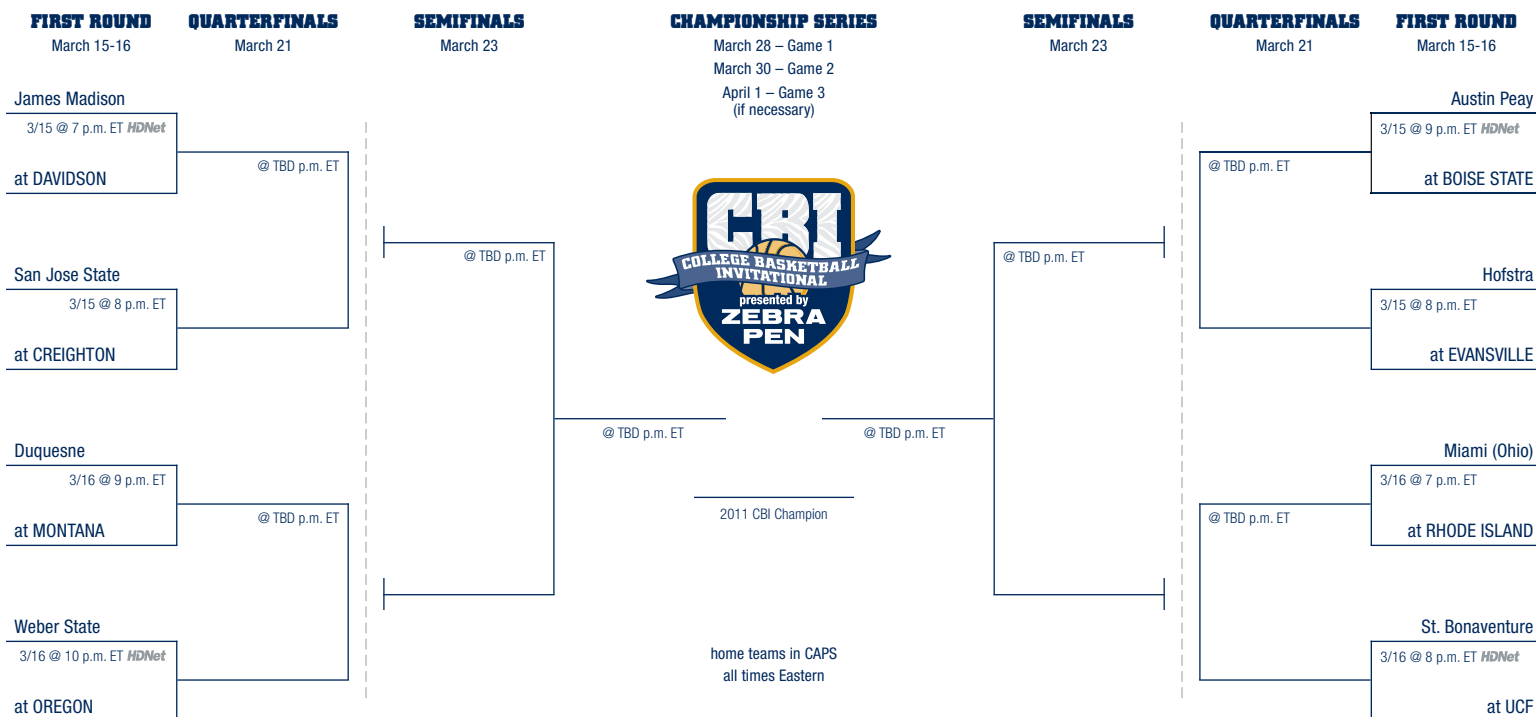 FIRST ROUND
March 15-16
QUARTERFINALS
March 21
SEMIFINALS
March 23
CHAMPIONSHIP SERIES
March 28 – Game 1
March 30 – Game 2
April 1 – Game 3
(if necessary)
SEMIFINALS
March 23
QUARTERFINALS
March 21
FIRST ROUND
March 15-16
James Madison
3/15 @ 7 p.m. ET HDNet
at DAVIDSON
@ TBD p.m. ET
San Jose State
3/15 @ 8 p.m. ET
at CREIGHTON
@ TBD p.m. ET
Duquesne
3/16 @ 9 p.m. ET
at MONTANA
@ TBD p.m. ET
Weber State
3/16 @ 10 p.m. ET HDNet
at OREGON
@ TBD p.m. ET
CBI
COLLEGE BASKETBALL
INVITATIONAL
presented by
ZEBRA
PEN
2011 CBI Champion
home teams in CAPS
all times Eastern
@ TBD p.m. ET
@ TBD p.m. ET
Austin Peay
3/15 @ 9 p.m. ET HDNet
at BOISE STATE
@ TBD p.m. ET
Hofstra
3/15 @ 8 p.m. ET
at EVANSVILLE
Miami (Ohio)
3/16 @ 7 p.m. ET
at RHODE ISLAND
@ TBD p.m. ET
St. Bonaventure
3/16 @ 8 p.m. ET HDNet
at UCF